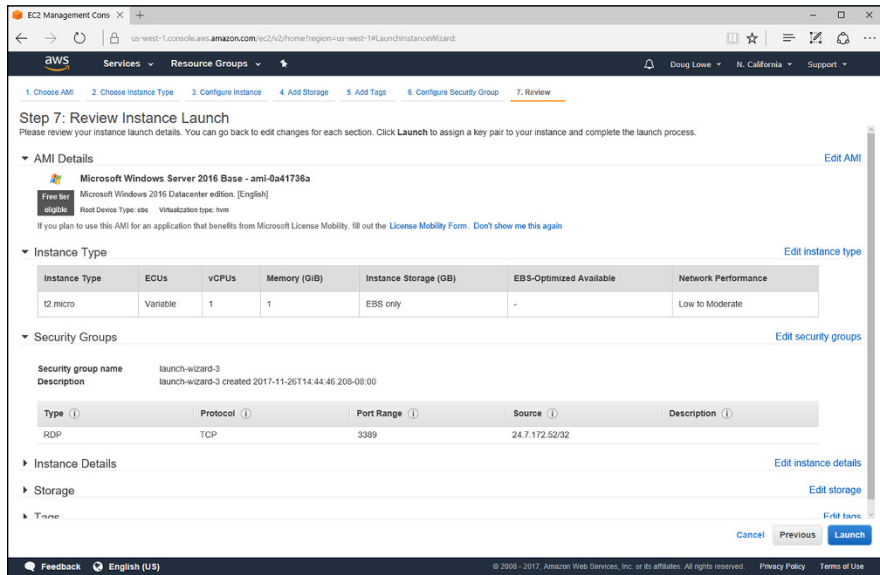 EC2 Management Cons
us-west-1.console.aws.amazon.com/ec2/v2/home?region=us-west-1#LaunchInstanceWizard:
aws Services Resource Groups Doug Lowe N. California Support
1. Choose AMI 2. Choose Instance Type 3. Configure Instance 4. Add Storage 5. Add Tags 6. Configure Security Group 7. Review
Step 7: Review Instance Launch
Please review your instance launch details. You can go back to edit changes for each section. Click Launch to assign a key pair to your instance and complete the launch process.
AMI Details Edit AMI
Microsoft Windows Server 2016 Base - ami-0a41736a
Free tier eligible
Microsoft Windows 2016 Datacenter edition. [English]
Root Device Type: ebs Virtualization type: hvm
If you plan to use this AMI for an application that benefits from Microsoft License Mobility, fill out the License Mobility Form. Don't show me this again
Instance Type Edit instance type
Instance Type ECUs vCPUs Memory (GiB) Instance Storage (GB) EBS-Optimized Available Network Performance
t2.micro Variable 1 1 EBS only - Low to Moderate
Security Groups Edit security groups
Security group name launch-wizard-3
Description launch-wizard-3 created 2017-11-26T14:44:46.208-08:00
Type Protocol Port Range Source Description
RDP TCP 3389 24.7.172.52/32
Instance Details Edit instance details
Storage Edit storage
Tags Edit tags
Cancel Previous Launch
Feedback English (US) © 2008 - 2017, Amazon Web Services, Inc. or its affiliates. All rights reserved. Privacy Policy Terms of Use